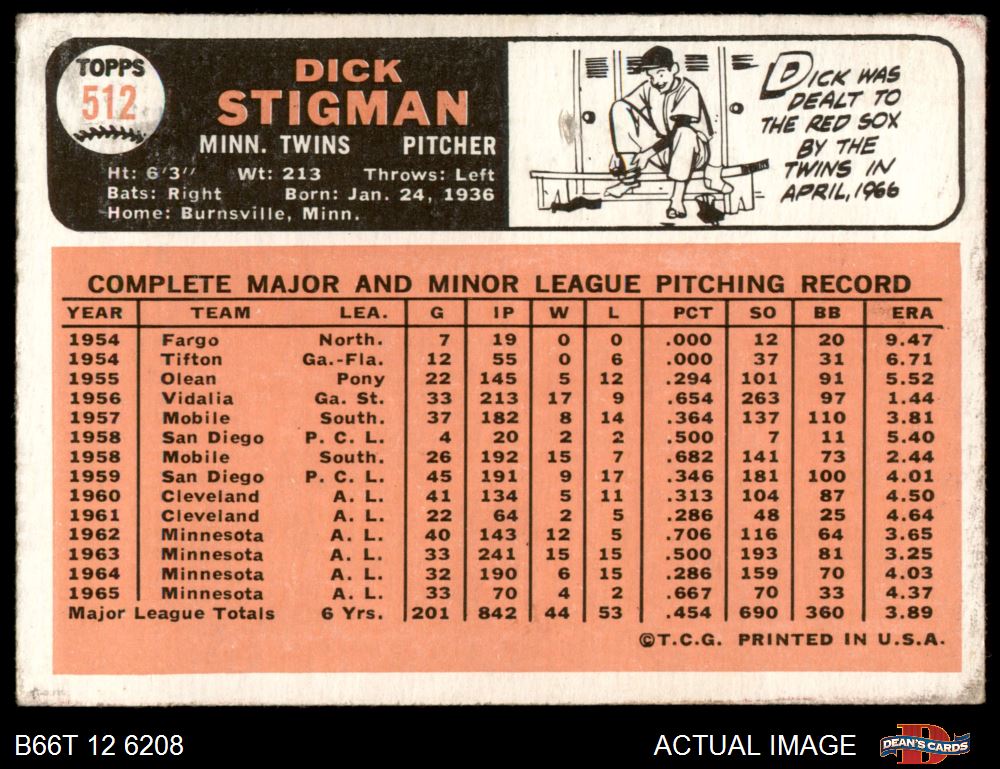 TOPPS
512
DICK
STIGMAN
MINN. TWINS PITCHER
Ht: 6'3" Wt: 213 Throws: Left
Bats: Right Born: Jan. 24, 1936
Home: Burnsville, Minn.
DICK WAS
DEALT TO
THE RED SOX
BY THE
TWINS IN
APRIL, 1966
COMPLETE MAJOR AND MINOR LEAGUE PITCHING RECORD
YEAR TEAM LEA. G IP W L PCT SO BB ERA
1954 Fargo North. 7 19 0 0 .000 12 20 9.47
1954 Tifton Ga.-Fla. 12 55 0 6 .000 37 31 6.71
1955 Olean Pony 22 145 5 12 .294 101 91 5.52
1956 Vidalia Ga. St. 33 213 17 9 .654 263 97 1.44
1957 Mobile South. 37 182 8 14 .364 137 110 3.81
1958 San Diego P. C. L. 4 20 2 2 .500 7 11 5.40
1958 Mobile South. 26 192 15 7 .682 141 73 2.44
1959 San Diego P. C. L. 45 191 9 17 .346 181 100 4.01
1960 Cleveland A. L. 41 134 5 11 .313 104 87 4.50
1961 Cleveland A. L. 22 64 2 5 .286 48 25 4.64
1962 Minnesota A. L. 40 143 12 5 .706 116 64 3.65
1963 Minnesota A. L. 33 241 15 15 .500 193 81 3.25
1964 Minnesota A. L. 32 190 6 15 .286 159 70 4.03
1965 Minnesota A. L. 33 70 4 2 .667 70 33 4.37
Major League Totals 6 Yrs. 201 842 44 53 .454 690 360 3.89
©T.C.G. PRINTED IN U.S.A.
B66T 12 6208 ACTUAL IMAGE DEAN'S CARDS